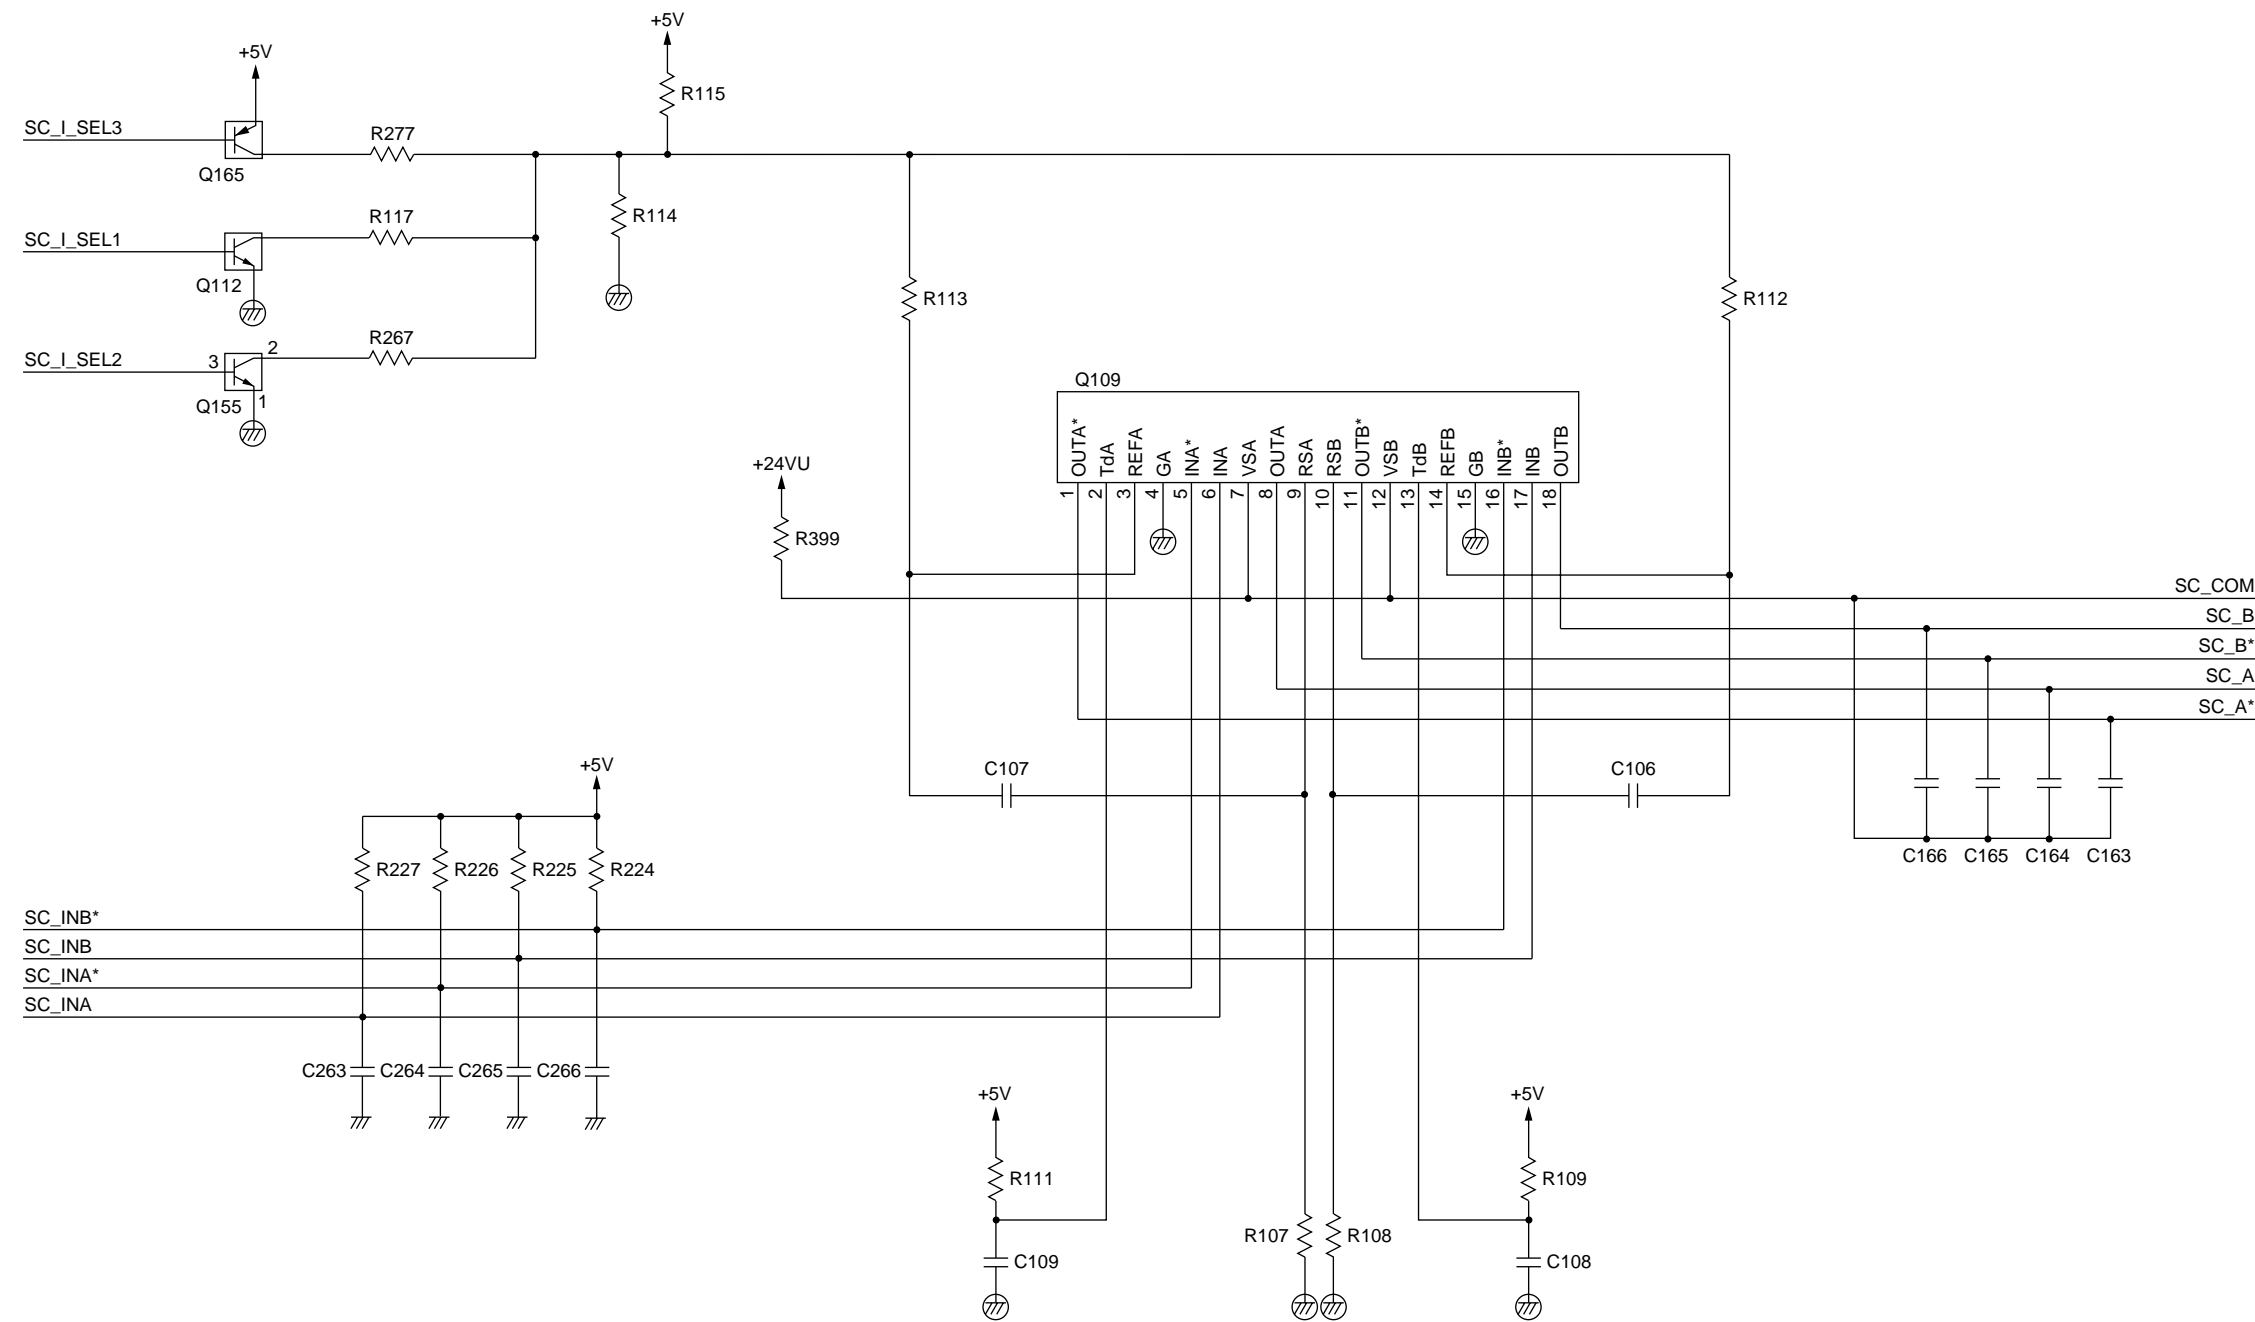 +5V
+5V
R115
SC_I_SEL3
R277
Q165
R117
R114
SC_I_SEL1
Q112
R113
R112
R267
2
SC_I_SEL2
3
Q155
1
Q109
OUTA*
TdA
REFA
GA
INA*
INA
VSA
OUTA
RSA
RSB
OUTB*
VSB
TdB
REFB
GB
INB*
INB
OUTB
+24VU
1
2
3
4
5
6
7
8
9
10
11
12
13
14
15
16
17
18
R399
SC_COM
SC_B
SC_B*
SC_A
SC_A*
+5V
C107
C106
R227
R226
R225
R224
C166
C165
C164
C163
SC_INB*
SC_INB
SC_INA*
SC_INA
C263
C264
C265
C266
+5V
+5V
R111
R109
R107
R108
C109
C108